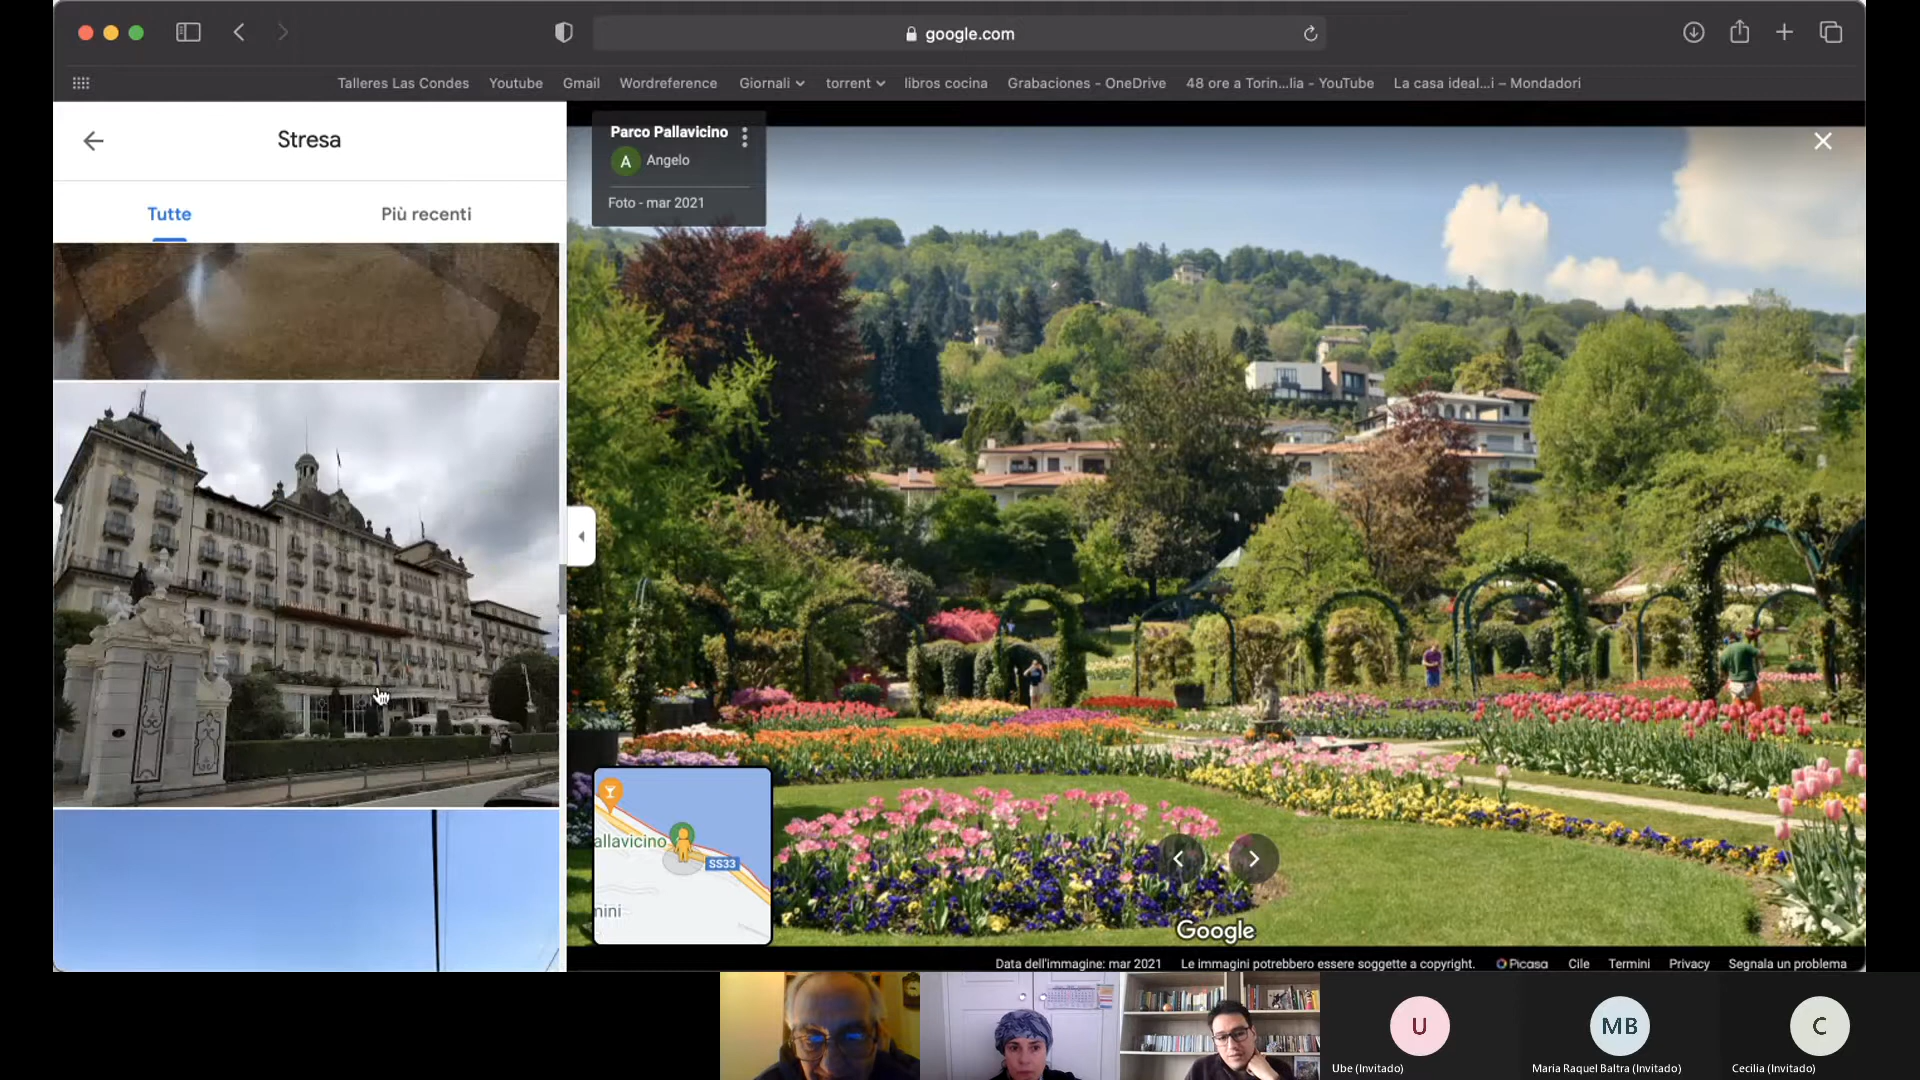 google.com
Talleres Las Condes
Youtube
Gmail
Wordreference
Giornali
torrent
libros cocina
Grabaciones - OneDrive
48 ore a Torin...lia - YouTube
La casa ideal...i – Mondadori
Stresa
Tutte
Più recenti
Parco Pallavicino
A
Angelo
Foto - mar 2021
allavicino
SS33
nini
Google
Data dell'immagine: mar 2021
Le immagini potrebbero essere soggette a copyright.
Picasa
Cile
Termini
Privacy
Segnala un problema
U
MB
C
Ube (Invitado)
Maria Raquel Baltra (Invitado)
Cecilia (Invitado)